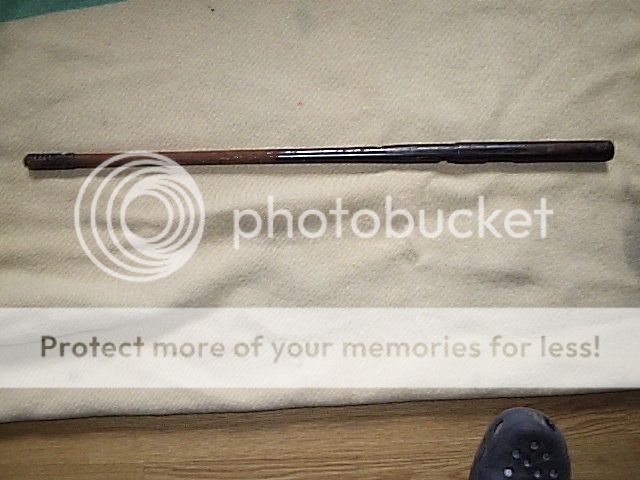 photobucket
Protect more of your memories for less!